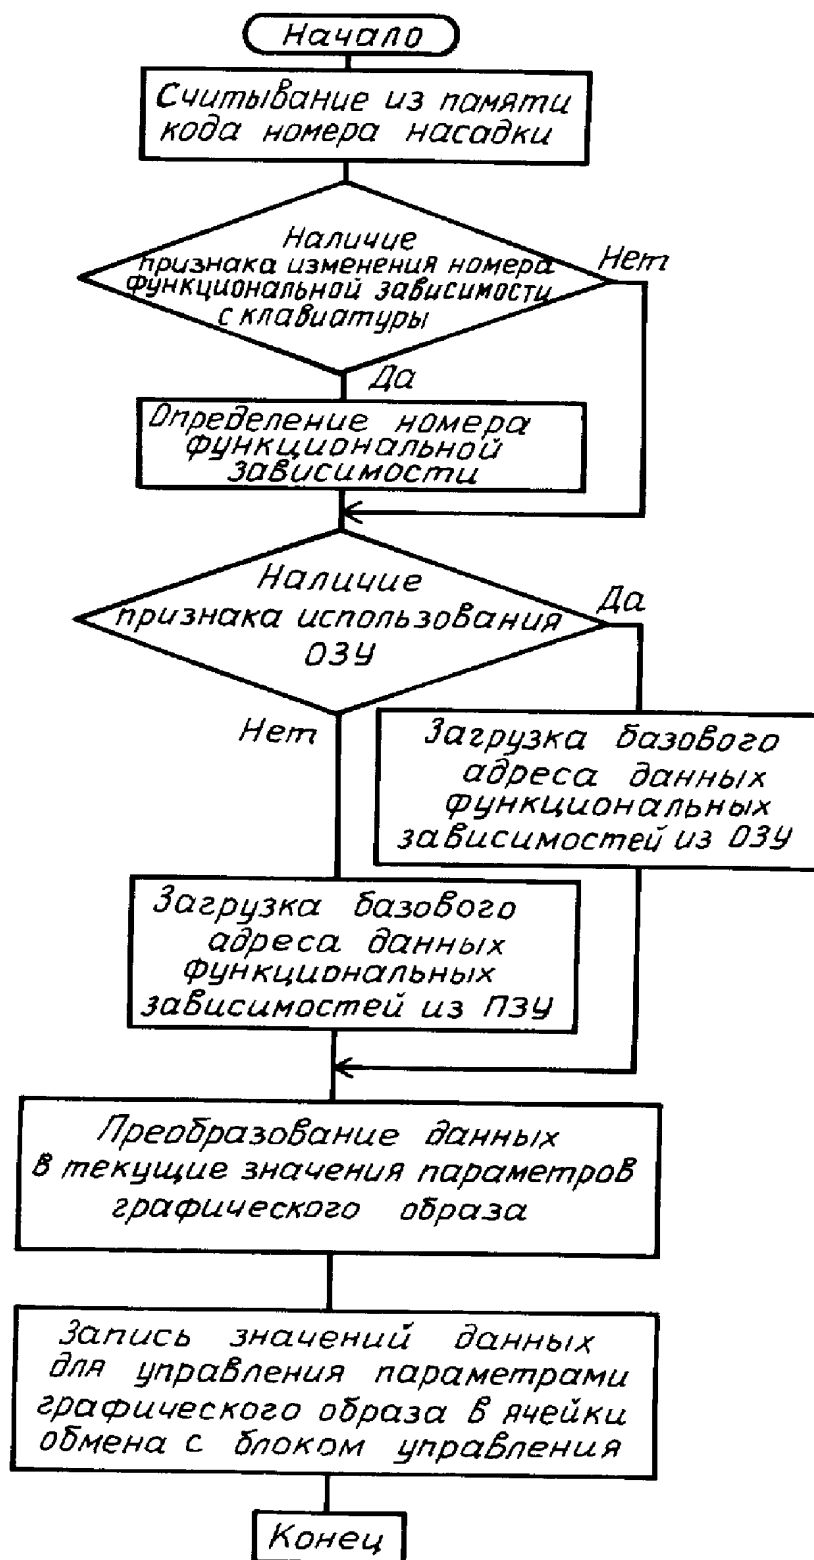 Начало
Считывание из памяти
кода номера насадки
Наличие
признака изменения номера
функциональной зависимости
с клавиатуры
Нет
Да
Определение номера
функциональной
зависимости
Наличие
признака использования
ОЗУ
Да
Нет
Загрузка базового
адреса данных
функциональных
зависимостей из ОЗУ
Загрузка базового
адреса данных
функциональных
зависимостей из ПЗУ
Преобразование данных
в текущие значения параметров
графического образа
Запись значений данных
для управления параметрами
графического образа в ячейки
обмена с блоком управления
Конец